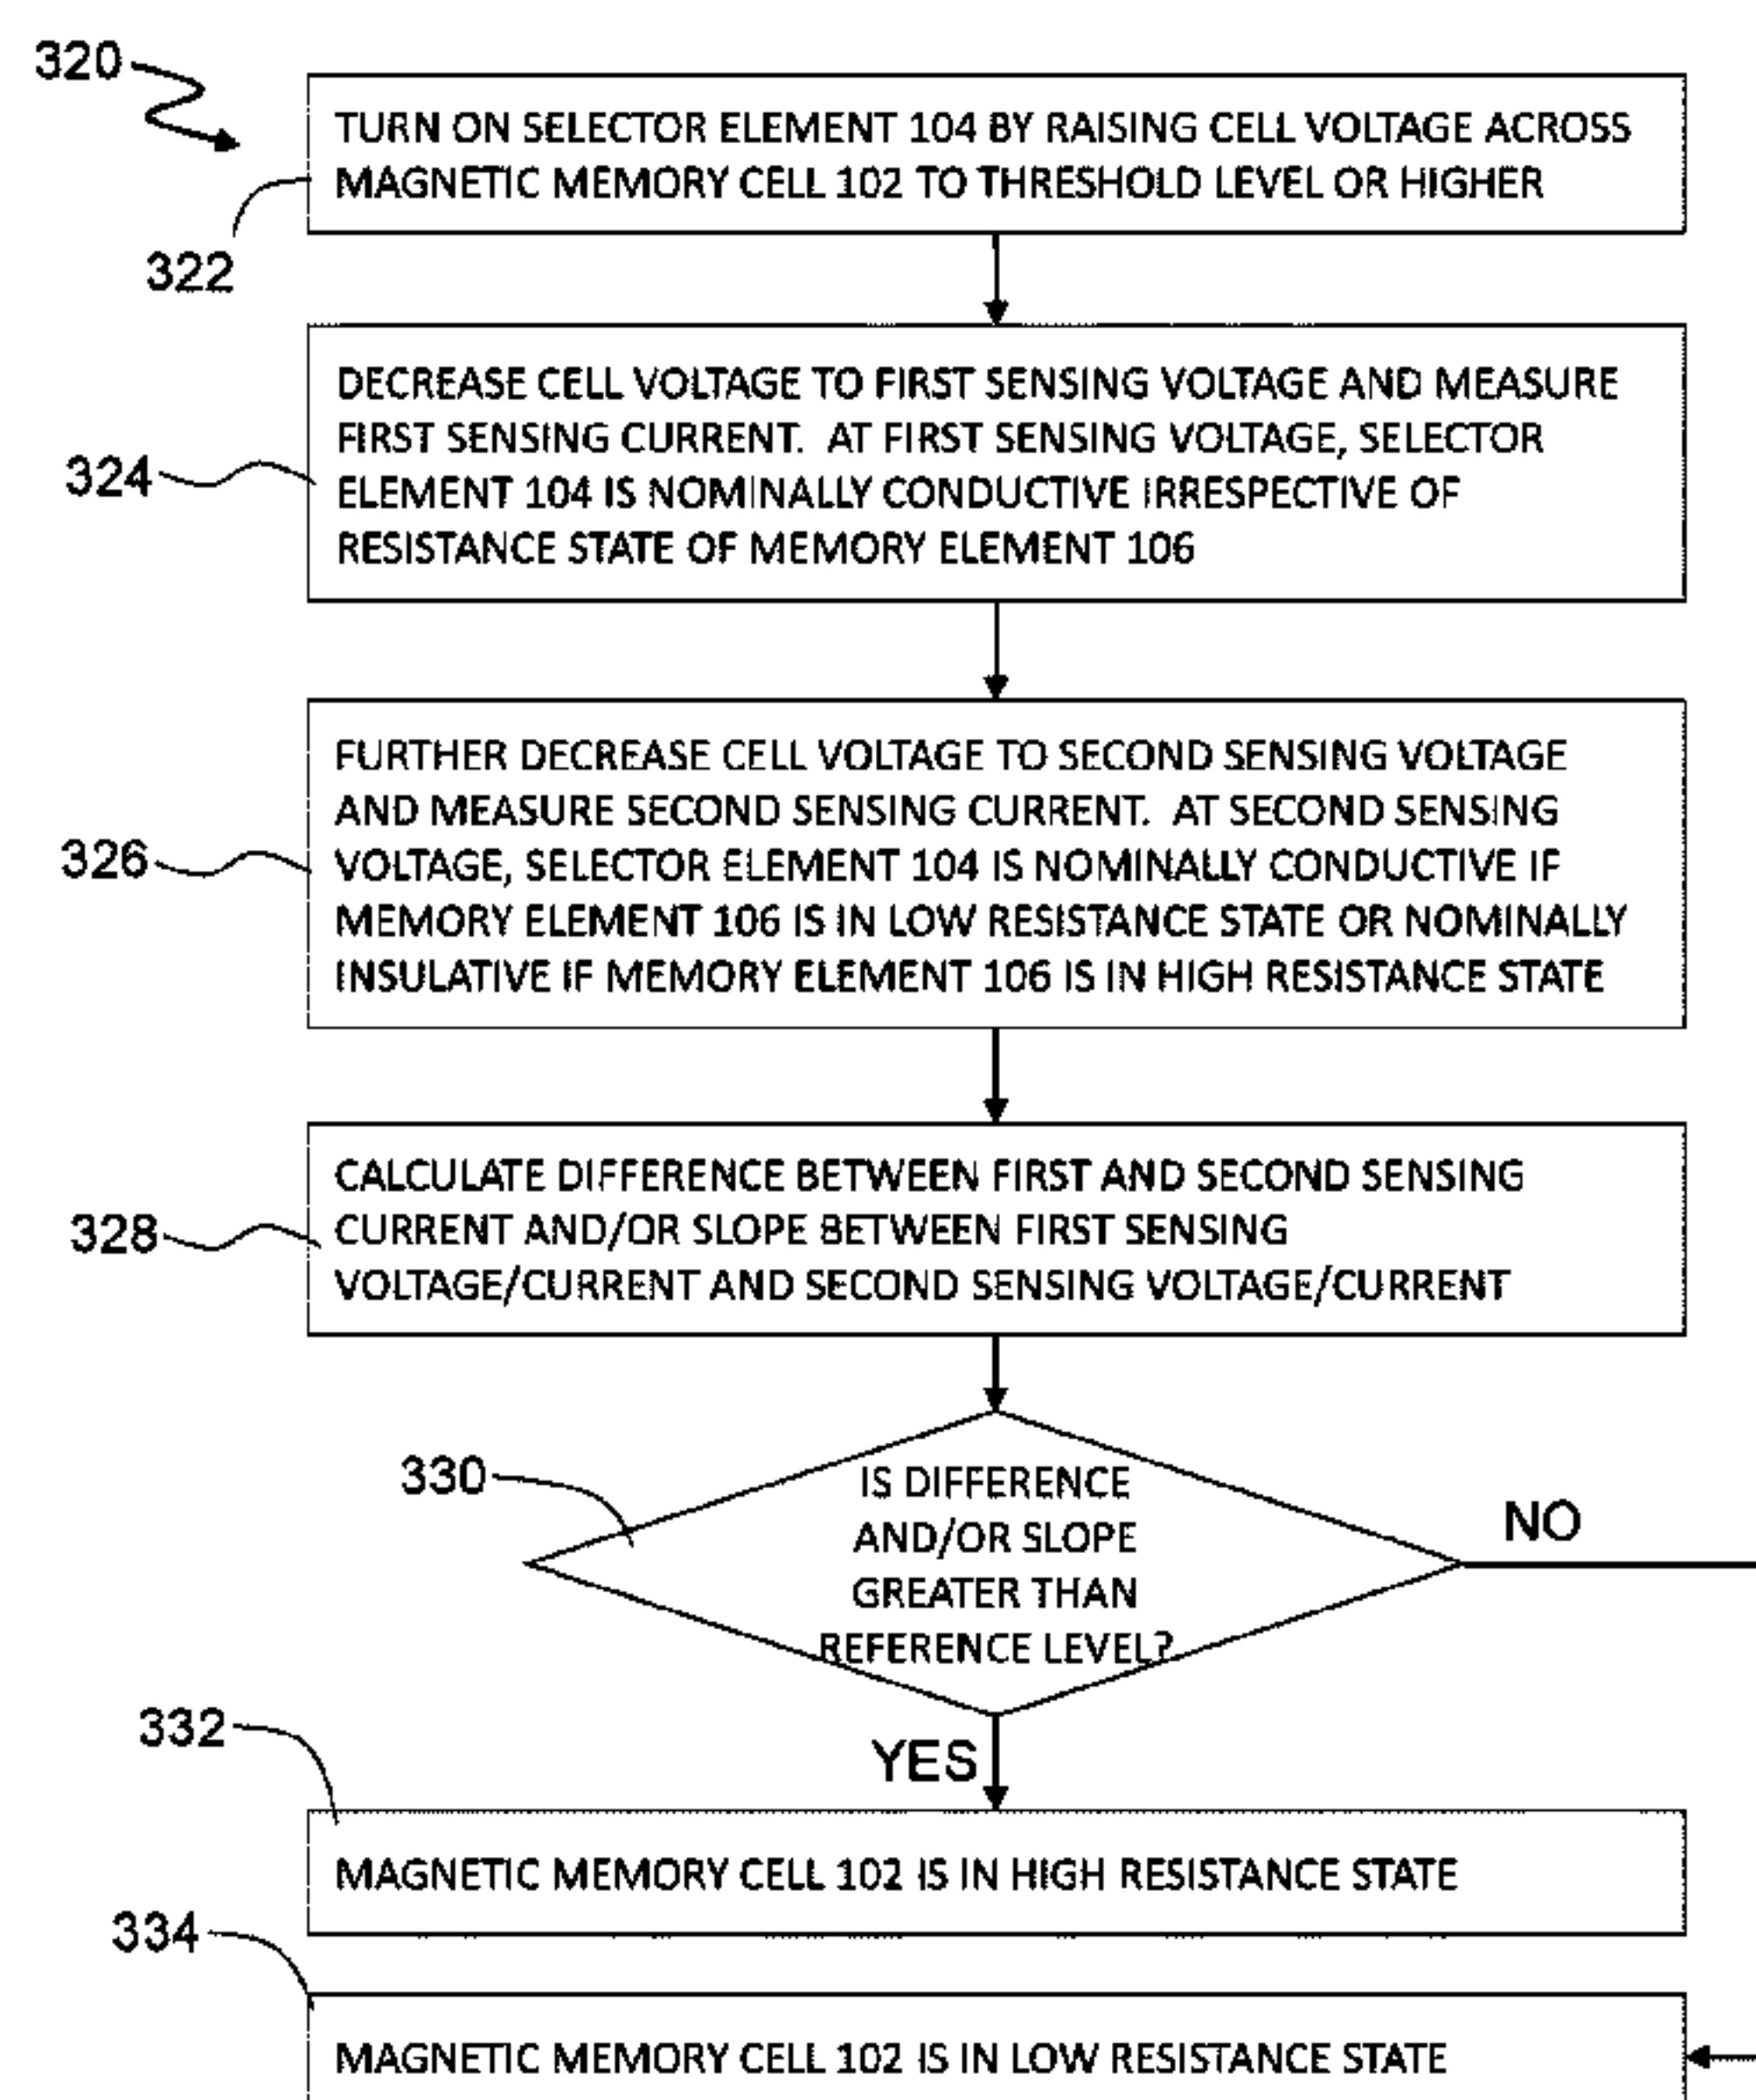 320
TURN ON SELECTOR ELEMENT 104 BY RAISING CELL VOLTAGE ACROSS
MAGNETIC MEMORY CELL 102 TO THRESHOLD LEVEL OR HIGHER
322
DECREASE CELL VOLTAGE TO FIRST SENSING VOLTAGE AND MEASURE
FIRST SENSING CURRENT.  AT FIRST SENSING VOLTAGE, SELECTOR
324
ELEMENT 104 IS NOMINALLY CONDUCTIVE IRRESPECTIVE OF
RESISTANCE STATE OF MEMORY ELEMENT 106
FURTHER DECREASE CELL VOLTAGE TO SECOND SENSING VOLTAGE
AND MEASURE SECOND SENSING CURRENT.  AT SECOND SENSING
326
VOLTAGE, SELECTOR ELEMENT 104 IS NOMINALLY CONDUCTIVE IF
MEMORY ELEMENT 106 IS IN LOW RESISTANCE STATE OR NOMINALLY
INSULATIVE IF MEMORY ELEMENT 106 IS IN HIGH RESISTANCE STATE
CALCULATE DIFFERENCE BETWEEN FIRST AND SECOND SENSING
328
CURRENT AND/OR SLOPE BETWEEN FIRST SENSING
VOLTAGE/CURRENT AND SECOND SENSING VOLTAGE/CURRENT
330
IS DIFFERENCE
AND/OR SLOPE
GREATER THAN
REFERENCE LEVEL?
NO
YES
332
MAGNETIC MEMORY CELL 102 IS IN HIGH RESISTANCE STATE
334
MAGNETIC MEMORY CELL 102 IS IN LOW RESISTANCE STATE